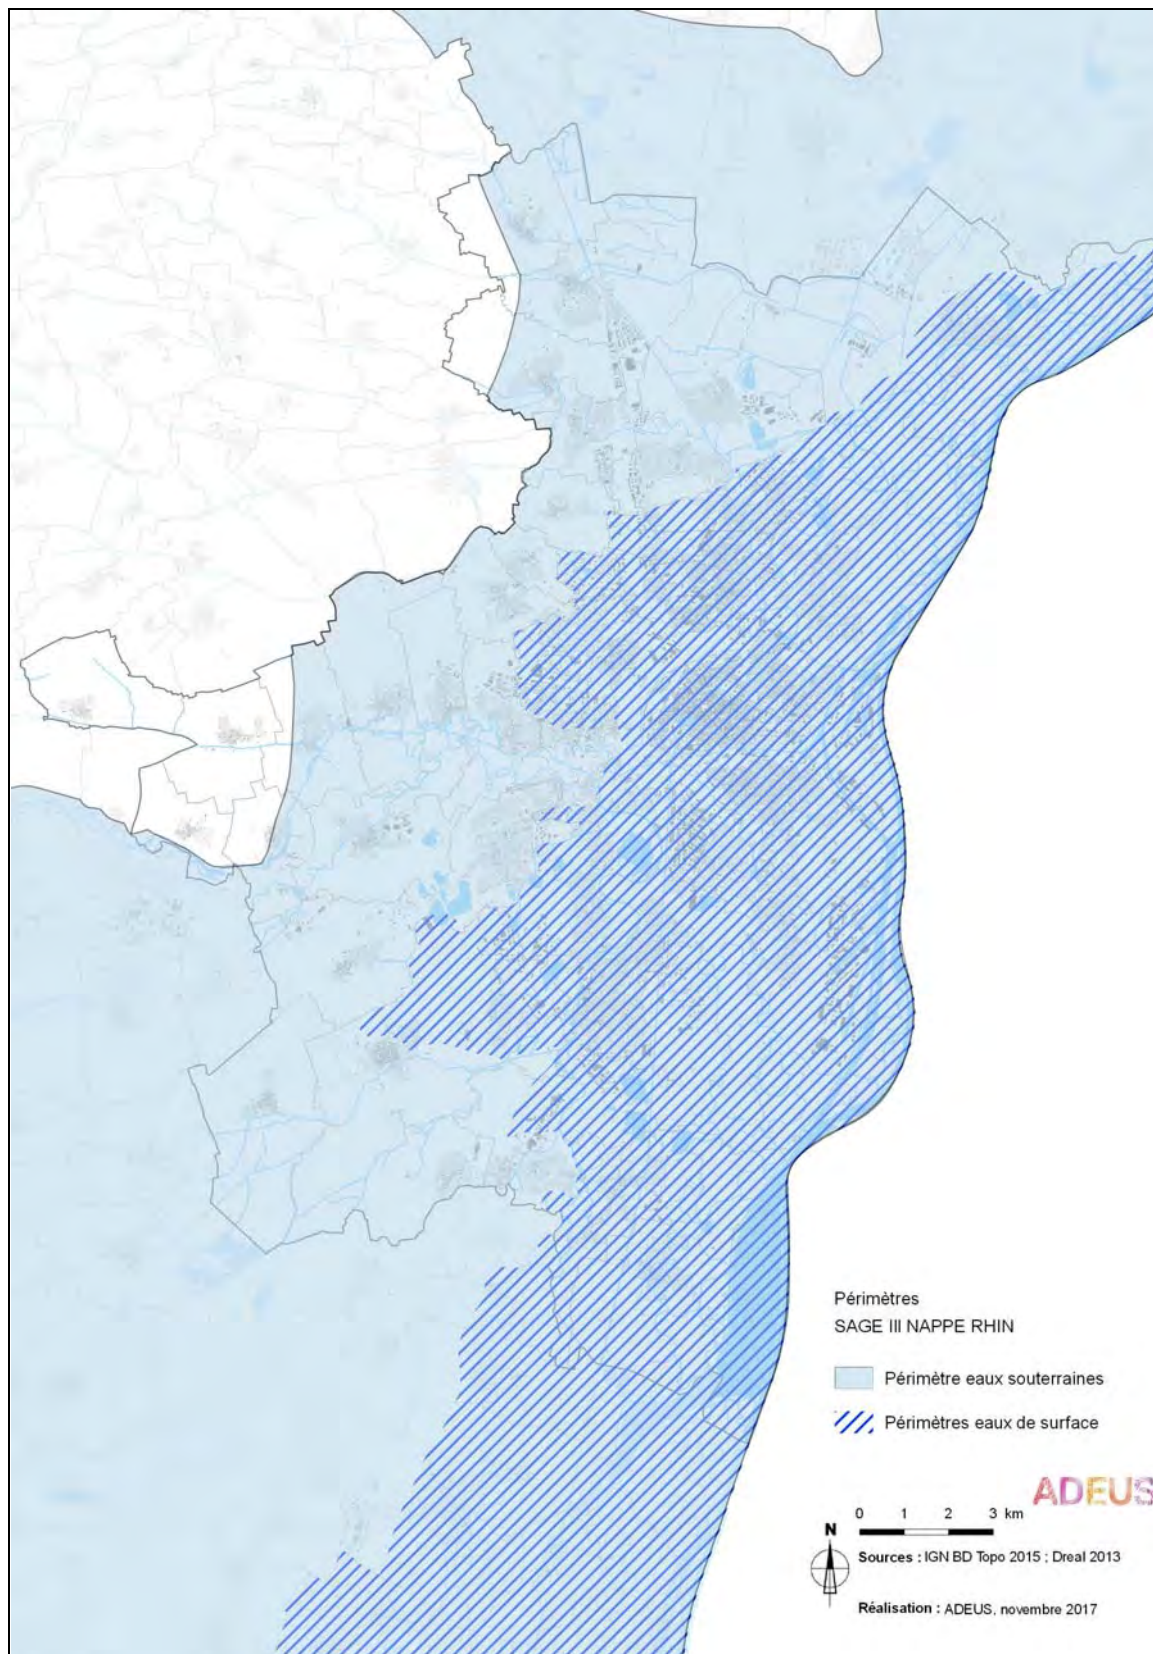 Périmètres
SAGE III NAPPE RHIN
Périmètre eaux souterraines
Périmètres eaux de surface
ADEUS
0 1 2 3 km
N
Sources : IGN BD Topo 2015 ; Dreal 2013
Réalisation : ADEUS, novembre 2017